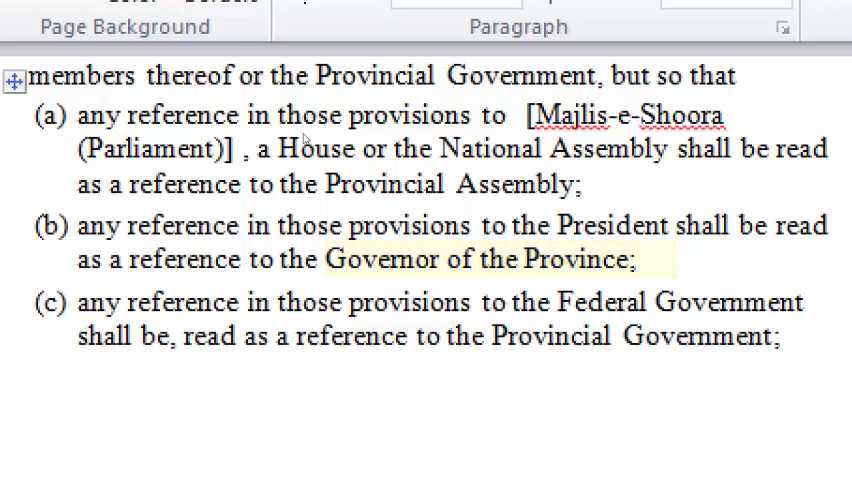 Page Background
Paragraph
members thereof or the Provincial Government, but so that
(a) any reference in those provisions to [Majlis-e-Shoora
(Parliament)] , a House or the National Assembly shall be read
as a reference to the Provincial Assembly;
(b) any reference in those provisions to the President shall be read
as a reference to the Governor of the Province;
(c) any reference in those provisions to the Federal Government
shall be, read as a reference to the Provincial Government;